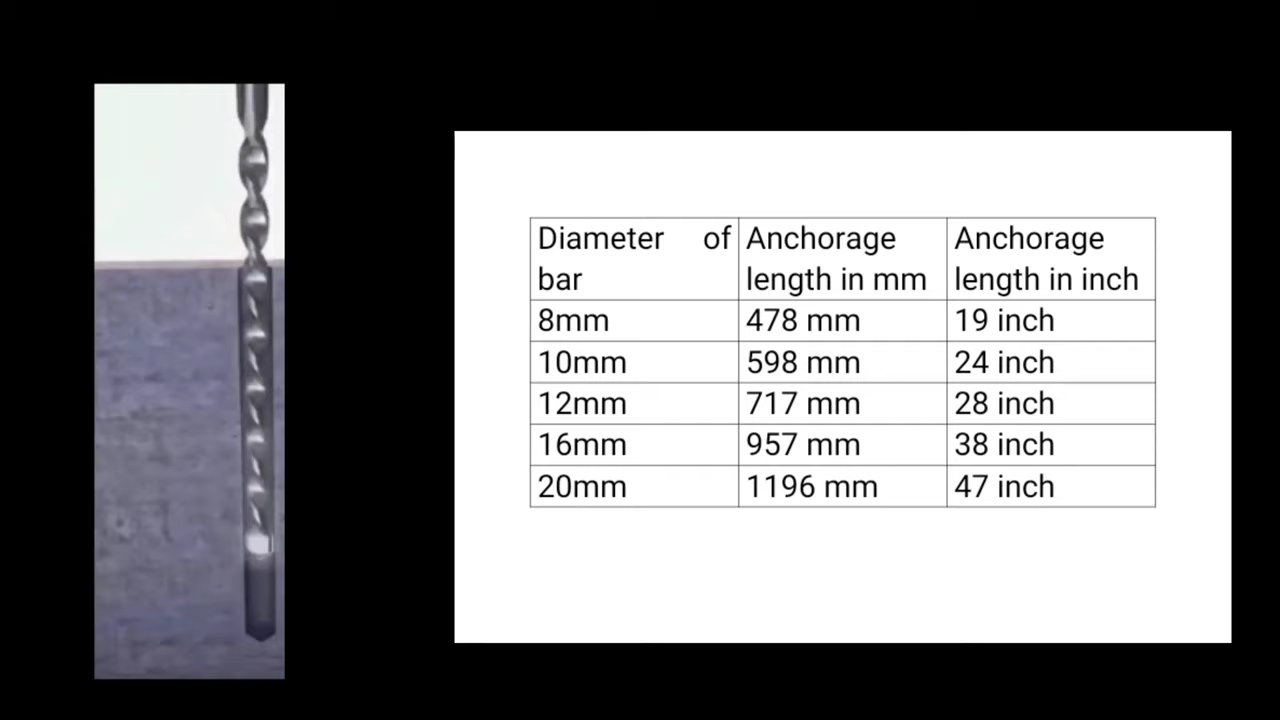 Diameter of bar Anchorage length in mm Anchorage length in inch
8mm 478 mm 19 inch
10mm 598 mm 24 inch
12mm 717 mm 28 inch
16mm 957 mm 38 inch
20mm 1196 mm 47 inch